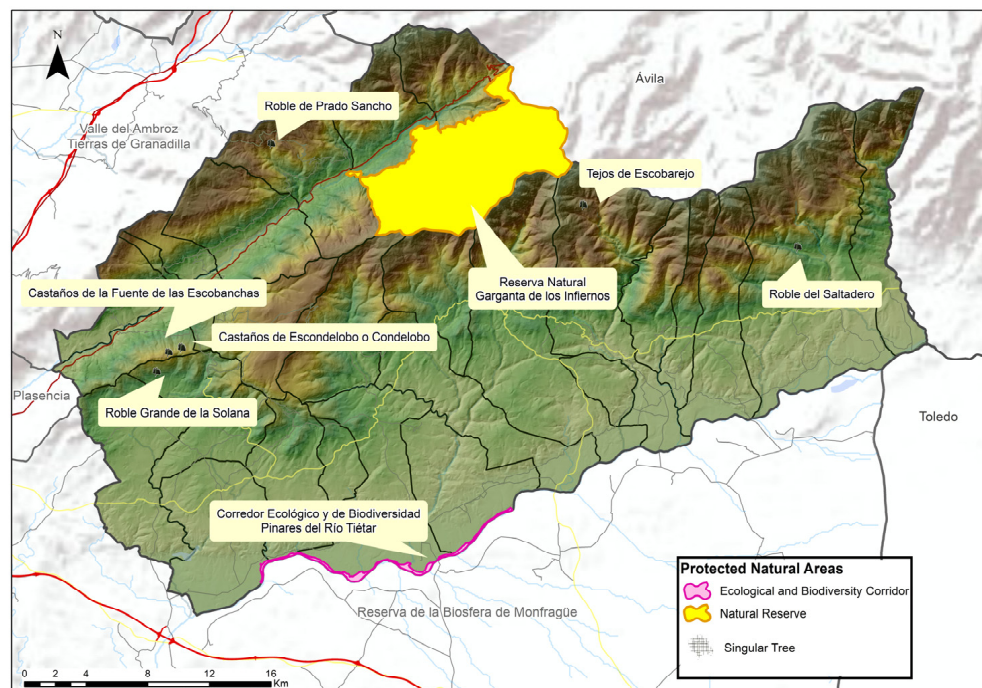 N
Ávila
Roble de Prado Sancho
Valle del Ambroz
Tierras de Granadilla
Tejos de Escobarejo
Reserva Natural
Garganta de los Infiernos
Roble del Saltadero
Castaños de la Fuente de las Escobanchas
Castaños de Escondelobo o Condelobo
Plasencia
Roble Grande de la Solana
Toledo
Corredor Ecológico y de Biodiversidad
Pinares del Río Tiétar
Reserva de la Biosfera de Monfragüe
Protected Natural Areas
Ecological and Biodiversity Corridor
Natural Reserve
Singular Tree
0 2 4 8 12 16
Km